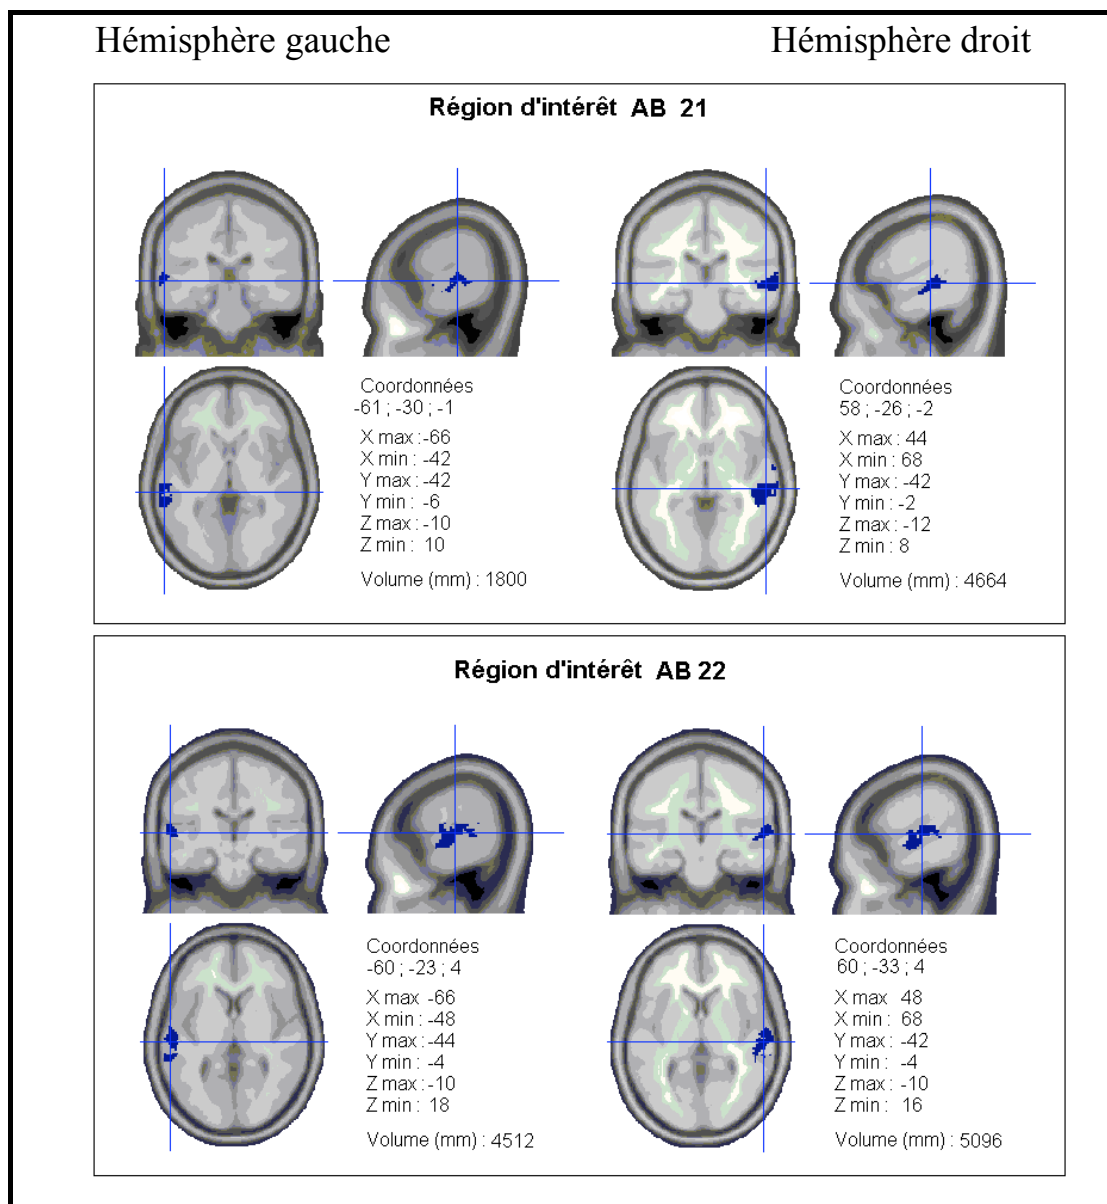 Hémisphère gauche
Hémisphère droit
Région d'intérêt AB 21
Coordonnées
-61 ; -30 ; -1
X max :-66
X min : -42
Y max : -42
Y min : -6
Z max : -10
Z min : 10
Volume (mm) : 1800
Coordonnées
58 ; -26 ; -2
X max : 44
X min : 68
Y max : -42
Y min : -2
Z max : -12
Z min : 8
Volume (mm) : 4664
Région d'intérêt AB 22
Coordonnées
-60 ; -23 ; 4
X max -66
X min : -48
Y max : -44
Y min : -4
Z max : -10
Z min : 18
Volume (mm) : 4512
Coordonnées
60 ; -33 ; 4
X max 48
X min : 68
Y max : -42
Y min : -4
Z max : -10
Z min : 16
Volume (mm) : 5096